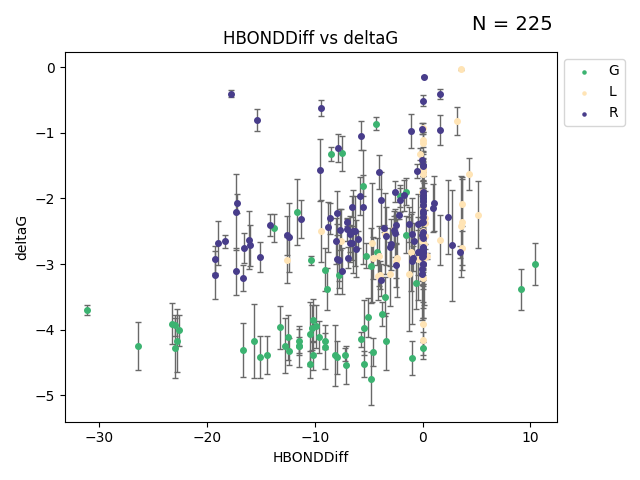 N = 225
HBONDDiff vs deltaG
G
L
R
0
−1
−2
−3
−4
−5
deltaG
−30
−20
−10
0
10
HBONDDiff